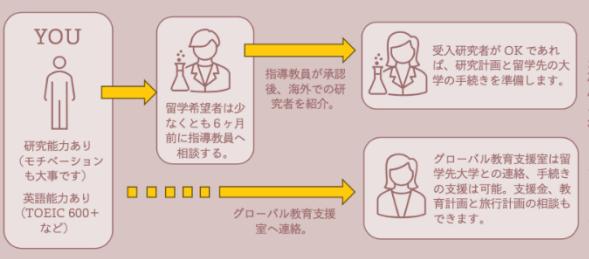 YOU
研究能力あり
(モチベーション
も大事です)
英語能力あり
(TOEIC 600+
など)
留学希望者は少
なくとも6ヶ月
前に指導教員へ
相談する。
指導教員が承認
後、海外での研
究者を紹介。
受入研究者が OK であれ
ば、研究計画と留学先の大
学の手続きを準備します。
グローバル教育支援
室へ連絡。
グローバル教育支援室は留
学先大学との連絡、手続き
の支援は可能。支援金、教
育計画と旅行計画の相談も
できます。